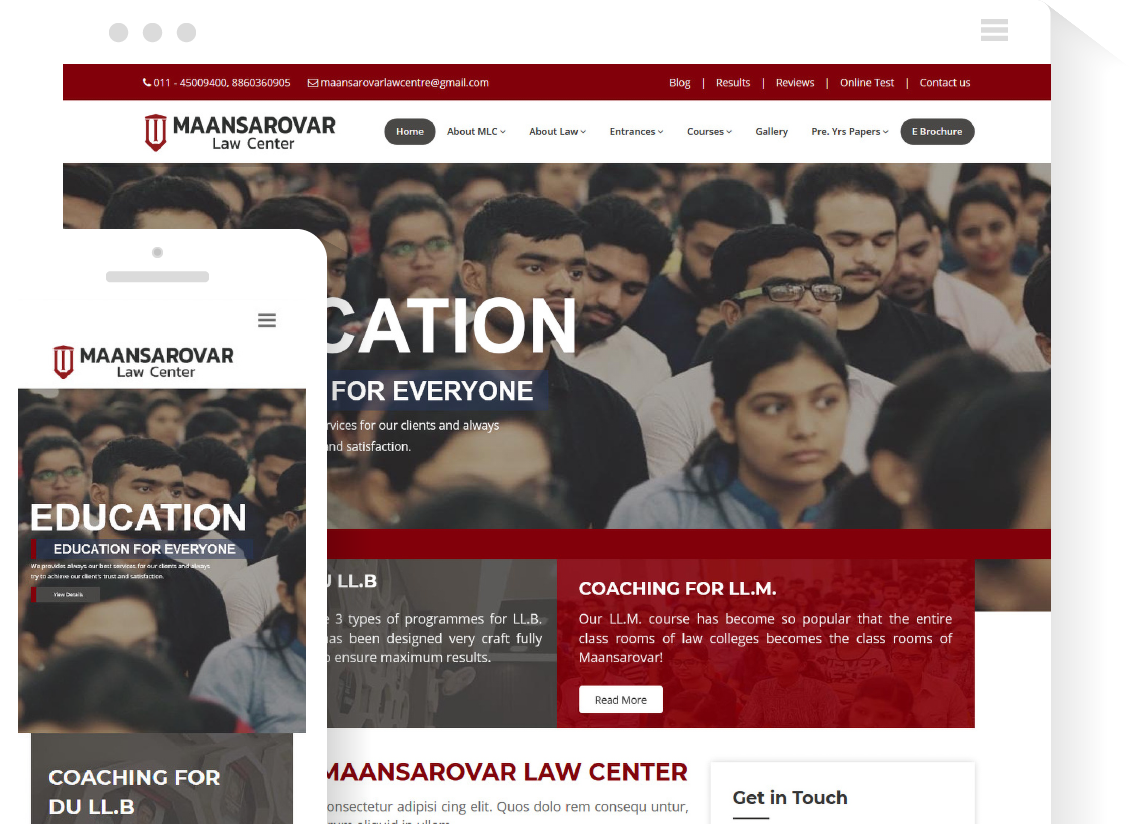 011 - 45009400, 8860360905 maansarovarlawcentre@gmail.com
Blog | Results | Reviews | Online Test | Contact us
MAANSAROVAR
Law Center
Home About MLC About Law Entrances Courses Gallery Pre. Yrs Papers E Brochure
CATION
FOR EVERYONE
rvices for our clients and always
and satisfaction.
U LL.B
e 3 types of programmes for LL.B.
has been designed very craft fully
o ensure maximum results.
COACHING FOR LL.M.
Our LL.M. course has become so popular that the entire
class rooms of law colleges becomes the class rooms of
Maansarovar!
Read More
MAANSAROVAR LAW CENTER
onsectetur adipisi cing elit. Quos dolo rem consequ untur,
Get in Touch
MAANSAROVAR
Law Center
EDUCATION
EDUCATION FOR EVERYONE
We provides always our best services for our clients and always
try to achieve our client's trust and satisfaction.
View Details
COACHING FOR
DU LL.B